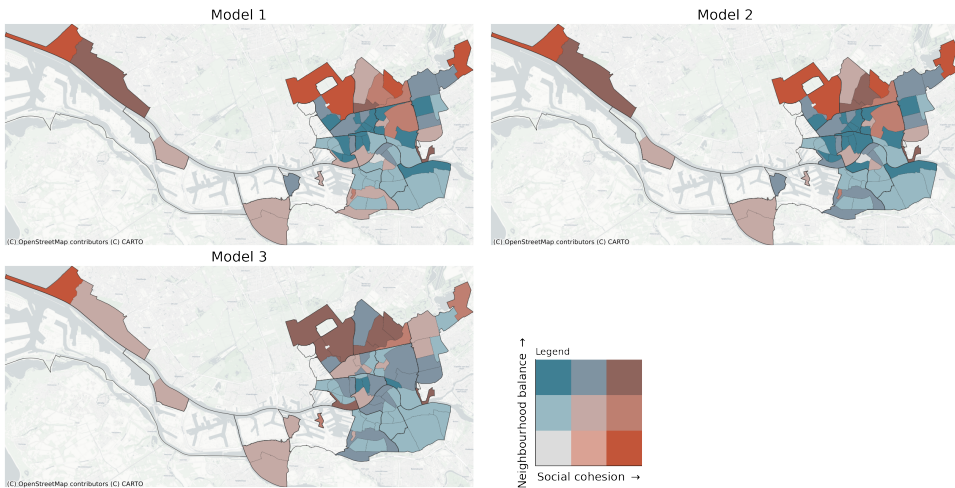 Model 1
Model 2
(C) OpenStreetMap contributors (C) CARTO
(C) OpenStreetMap contributors (C) CARTO
Model 3
(C) OpenStreetMap contributors (C) CARTO
Legend
Neighbourhood balance →
Social cohesion →